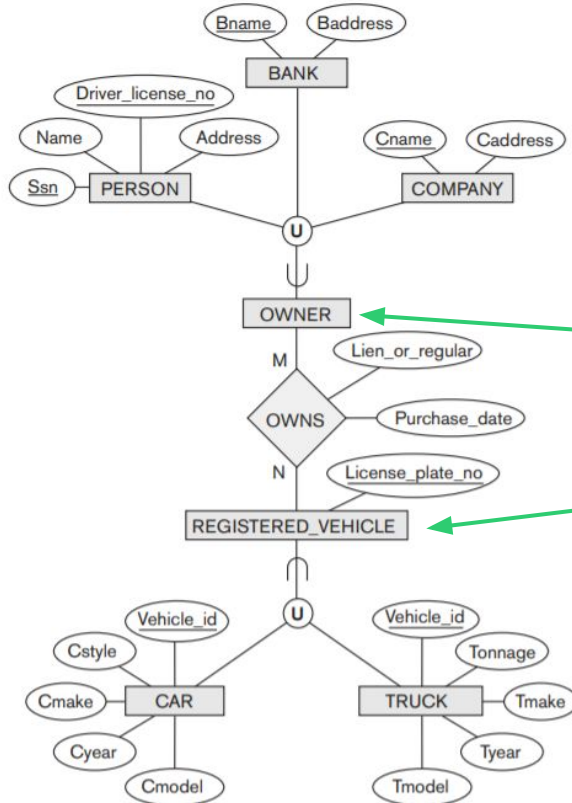 Bname Baddress
BANK
Driver_license_no
Name Address
Cname Caddress
Ssn PERSON COMPANY
U
OWNER
M Lien_or_regular
OWNS Purchase_date
N License_plate_no
REGISTERED_VEHICLE
U
Vehicle_id Vehicle_id
Cstyle Tonnage
Cmake CAR TRUCK Tmake
Cyear Tyear
Cmodel Tmodel